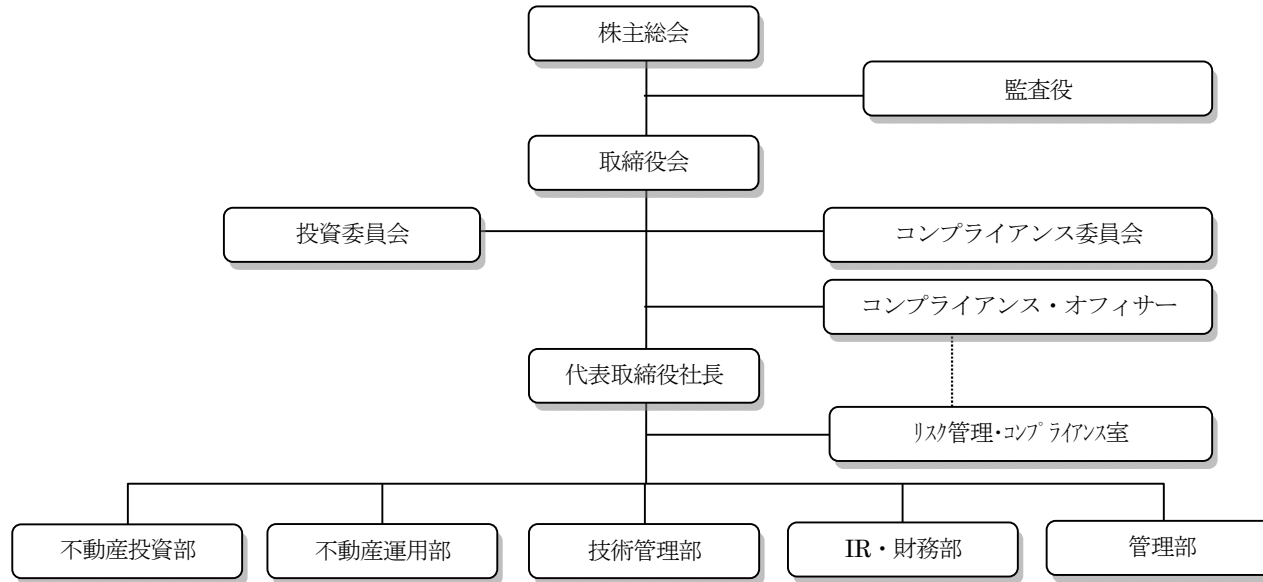 株主総会
監査役
取締役会
投資委員会
コンプライアンス委員会
コンプライアンス・オフィサー
代表取締役社長
ﾘｽｸ管理・ｺﾝﾌﾟﾗｲｱﾝｽ室
不動産投資部
不動産運用部
技術管理部
IR・財務部
管理部